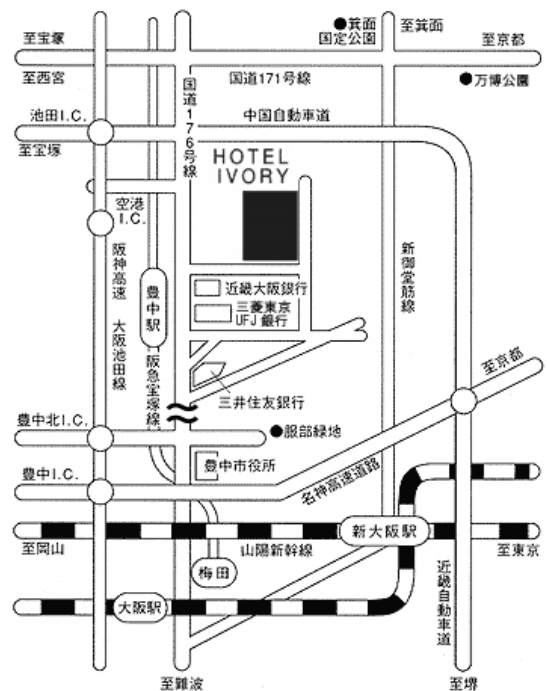 至宝塚
至西宮
●箕面
国定公園
至箕面
至京都
国道171号線
●万博公園
池田I.C.
至宝塚
国道176号線
中国自動車道
HOTEL
IVORY
空港
I.C.
阪神高速 大阪池田線
豊中駅
阪急宝塚線
新御堂筋線
近畿大阪銀行
三菱東京
UFJ銀行
三井住友銀行
至京都
豊中北I.C.
●服部緑地
豊中I.C.
豊中市役所
名神高速道路
至岡山
山陽新幹線
新大阪駅
至東京
梅田
大阪駅
近畿自動車道
至難波
至堺